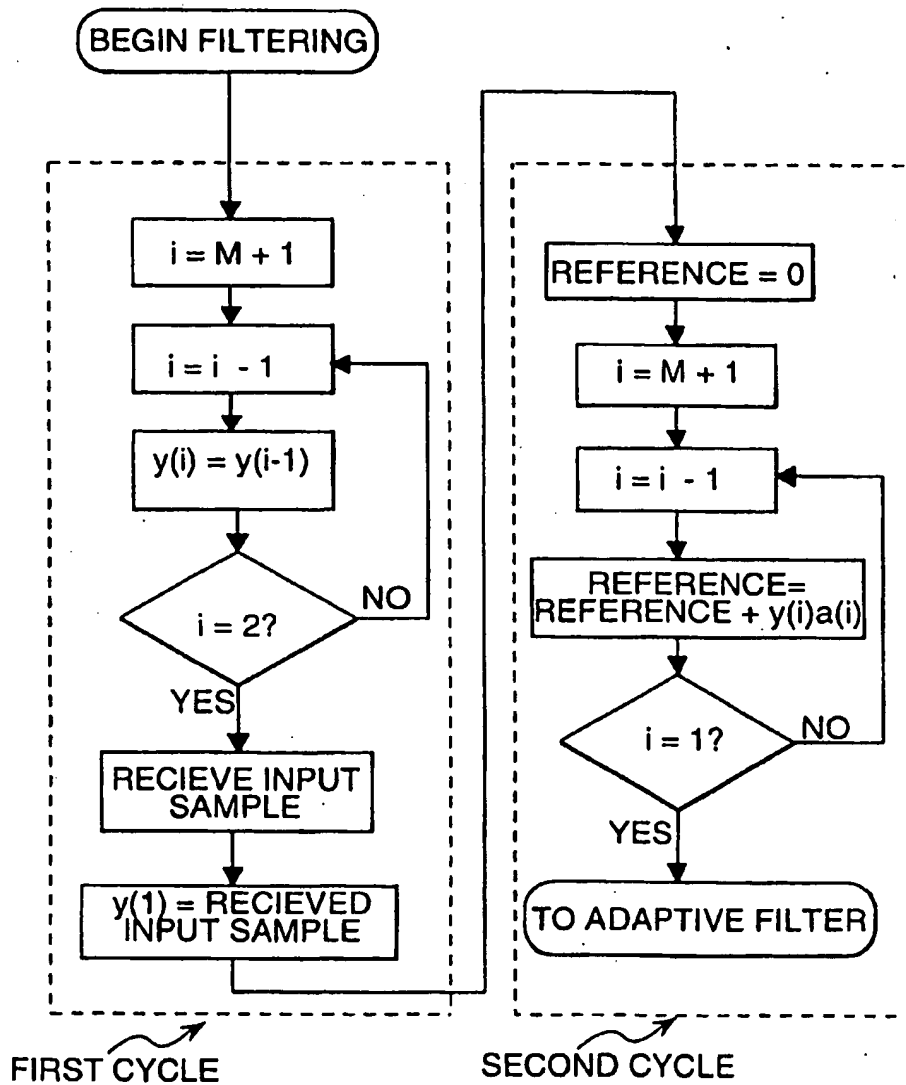 BEGIN FILTERING
i = M + 1
i = i - 1
y(i) = y(i-1)
i = 2?
NO
YES
RECIEVE INPUT
SAMPLE
y(1) = RECIEVED
INPUT SAMPLE
FIRST CYCLE
REFERENCE = 0
i = M + 1
i = i - 1
REFERENCE=
REFERENCE + y(i)a(i)
i = 1?
NO
YES
TO ADAPTIVE FILTER
SECOND CYCLE